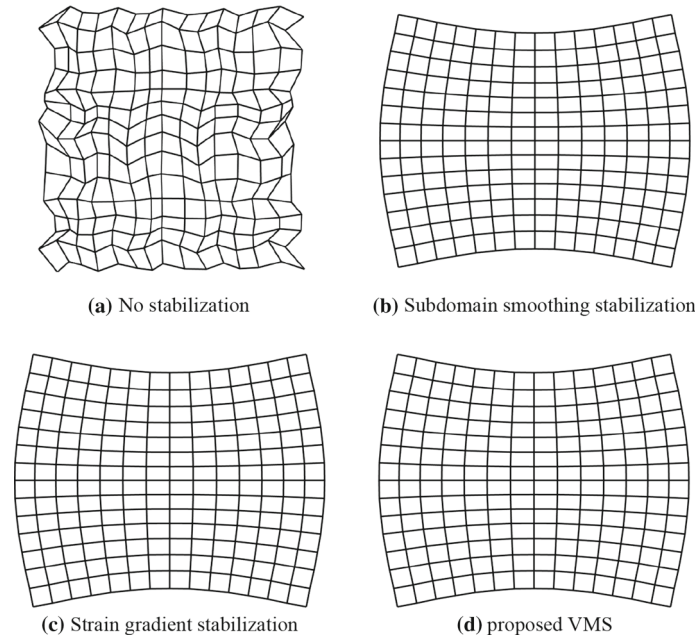 (a) No stabilization
(b) Subdomain smoothing stabilization
(c) Strain gradient stabilization
(d) proposed VMS